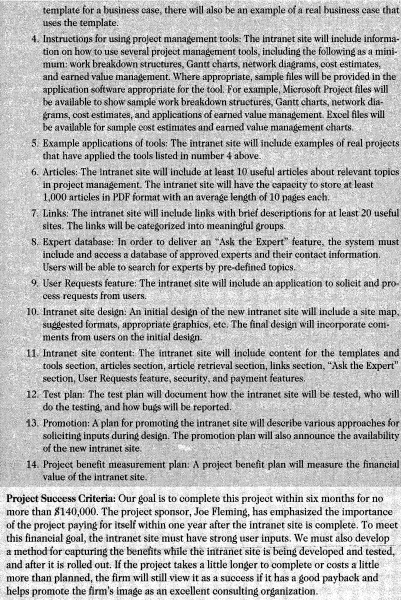 template for a business case, there will also be an example of a real business case that
uses the template.
4. Instructions for using project management tools: The intranet site will include informa-
tion on how to use several project management tools, including the following as a mini-
mum: work breakdown structures, Gantt charts, network diagrams, cost estimates,
and earned value management. Where appropriate, sample files will be provided in the
application software appropriate for the tool. For example, Microsoft Project files will
be available to show sample work breakdown structures, Gantt charts, network dia-
grams, cost estimates, and applications of earned value management. Excel files will
be available for sample cost estimates and earned value management charts.
5. Example applications of tools: The intranet site will include examples of real projects
that have applied the tools listed in number 4 above.
6. Articles: The intranet site will include at least 10 useful articles about relevant topics
in project management. The intranet site will have the capacity to store at least
1,000 articles in PDF format with an average length of 10 pages each.
7. Links: The intranet site will include links with brief descriptions for at least 20 useful
sites. The links will be categorized into meaningful groups.
8. Expert database: In order to deliver an "Ask the Expert" feature, the system must
include and access a database of approved experts and their contact information.
Users will be able to search for experts by pre-defined topics.
9. User Requests feature: The intranet site will include an application to solicit and pro-
cess requests from users.
10. Intranet site design: An initial design of the new intranet site will include a site map,
suggested formats, appropriate graphics, etc. The final design will incorporate com-
ments from users on the initial design.
11. Intranet site content: The intranet site will include content for the templates and
tools section, articles section, article retrieval section, links section, "Ask the Expert"
section, User Requests feature, security, and payment features.
12. Test plan: The test plan will document how the intranet site will be tested, who will
do the testing, and how bugs will be reported.
13. Promotion: A plan for promoting the intranet site will describe various approaches for
soliciting inputs during design. The promotion plan will also announce the availability
of the new intranet site.
14. Project benefit measurement plan: A project benefit plan will measure the financial
value of the intranet site.
Project Success Criteria: Our goal is to complete this project within six months for no
more than $140,000. The project sponsor, Joe Fleming, has emphasized the importance
of the project paying for itself within one year after the intranet site is complete. To meet
this financial goal, the intranet site must have strong user inputs. We must also develop
a method for capturing the benefits while the intranet site is being developed and tested,
and after it is rolled out. If the project takes a little longer to complete or costs a little
more than planned, the firm will still view it as a success if it has a good payback and
helps promote the firm's image as an excellent consulting organization.